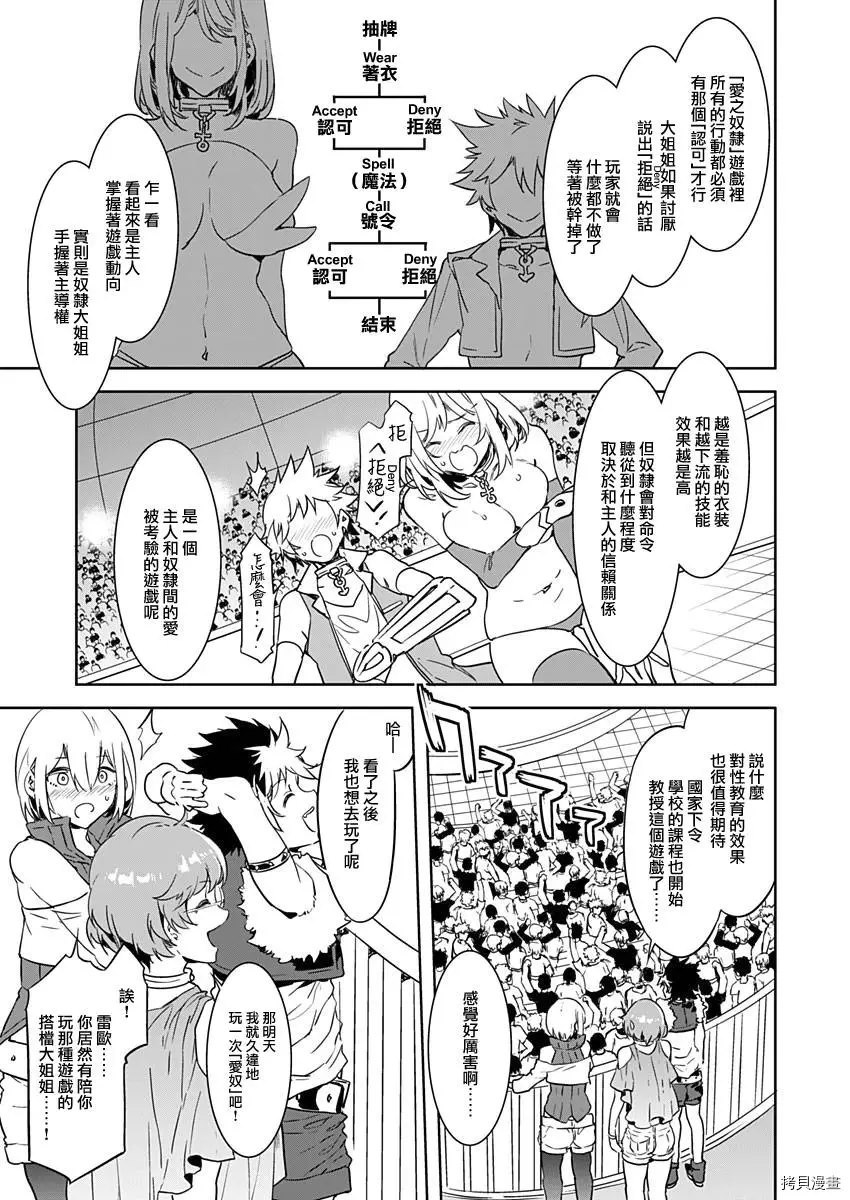 「愛之奴隸」遊戲裡
所有的行動都必須
有那個「認可」才行
大姐姐如果討厭
說出「拒絕」的話
Deny
玩家就會
什麼都不做了
等著被幹掉了
抽牌
Wear
著衣
Accept
認可
Deny
拒絕
Spell
(魔法)
Call
號令
Accept
認可
Deny
拒絕
結束
乍一看
看起來是主人
掌握著遊戲動向
實則是奴隸大姐姐
手握著主導權
越是羞恥的衣裝
和越下流的技能
效果越是高
但奴隸會對命令
聽從到什麼程度
取決於和主人的信賴關係
拒
へ拒絕
Deny
怎麼會…!
是一個
主人和奴隸間的愛
被考驗的遊戲呢
說什麼
對性教育的效果
也很值得期待
國家下令
學校的課程也開始
教授這個遊戲了……
ワアアア
感覺好厲害呢……
哈—
看了之後
我也想去玩了呢
那明天
我就久違地
玩一次「愛奴」吧!
誒!
雷歐……
你居然有陪你
玩那種遊戲的
搭檔大姐姐……!
拷貝漫畫